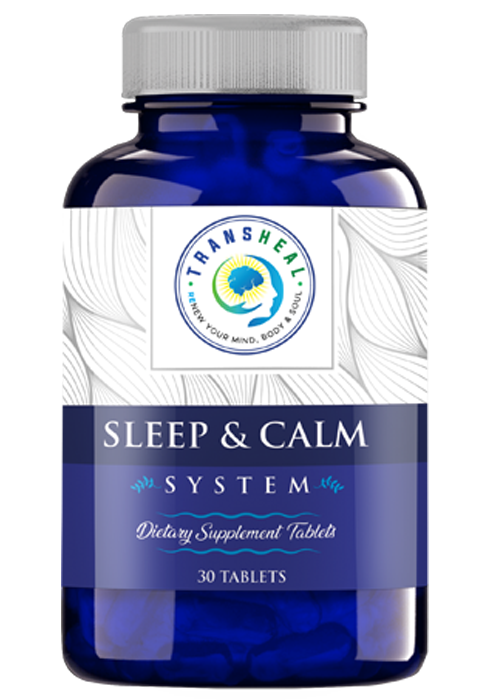 TRANSHEAL
RENEW YOUR MIND, BODY & SOUL
SLEEP & CALM
SYSTEM
Dietary Supplement Tablets
30 TABLETS